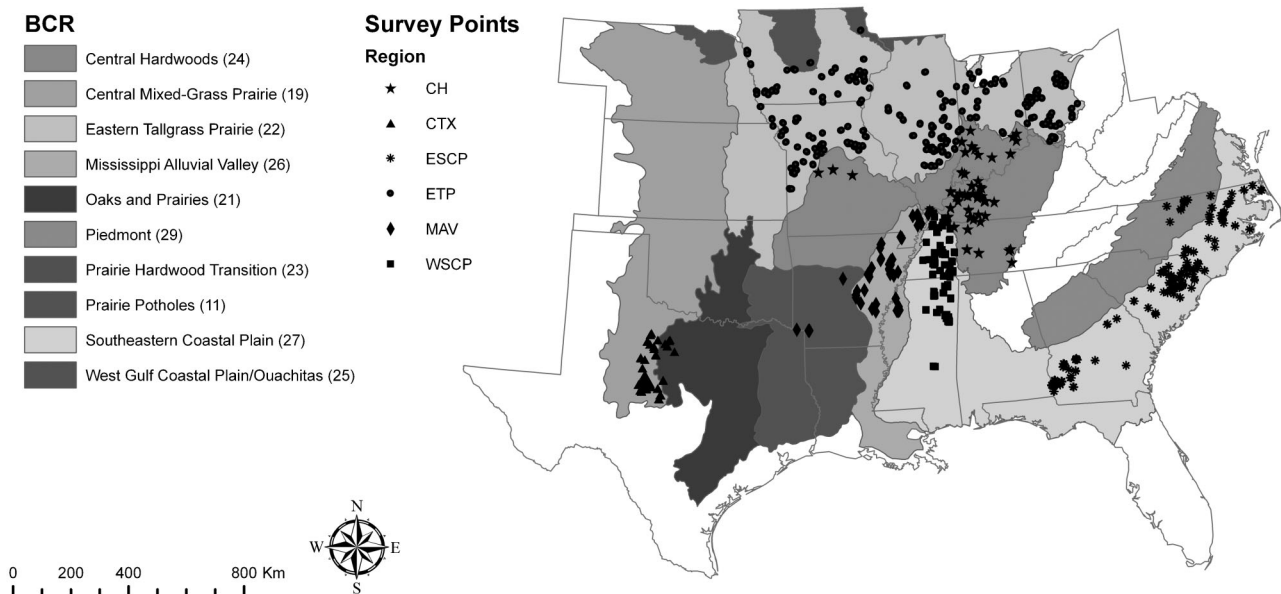 BCR
Central Hardwoods (24)
Central Mixed-Grass Prairie (19)
Eastern Tallgrass Prairie (22)
Mississippi Alluvial Valley (26)
Oaks and Prairies (21)
Piedmont (29)
Prairie Hardwood Transition (23)
Prairie Potholes (11)
Southeastern Coastal Plain (27)
West Gulf Coastal Plain/Ouachitas (25)
Survey Points
Region
CH
CTX
ESCP
ETP
MAV
WSCP
N
W E
S
0 200 400 800 Km